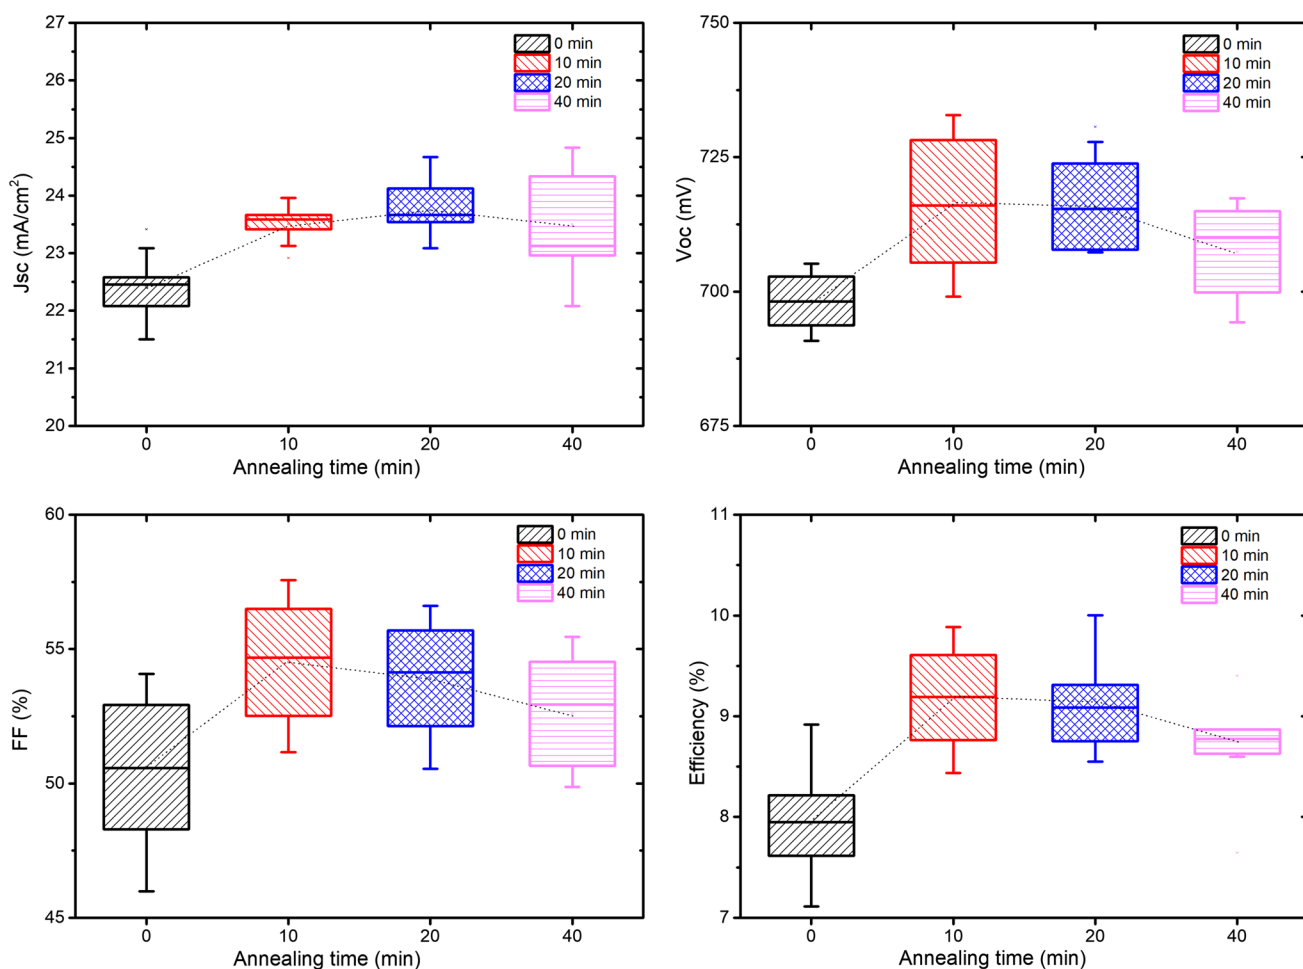 27
26
25
24
23
22
21
20
Jsc (mA/cm²)
0 min
10 min
20 min
40 min
0
10
20
40
Annealing time (min)
750
725
700
675
Voc (mV)
0 min
10 min
20 min
40 min
0
10
20
40
Annealing time (min)
60
55
50
45
FF (%)
0 min
10 min
20 min
40 min
0
10
20
40
Annealing time (min)
11
10
9
8
7
Efficiency (%)
0 min
10 min
20 min
40 min
0
10
20
40
Annealing time (min)